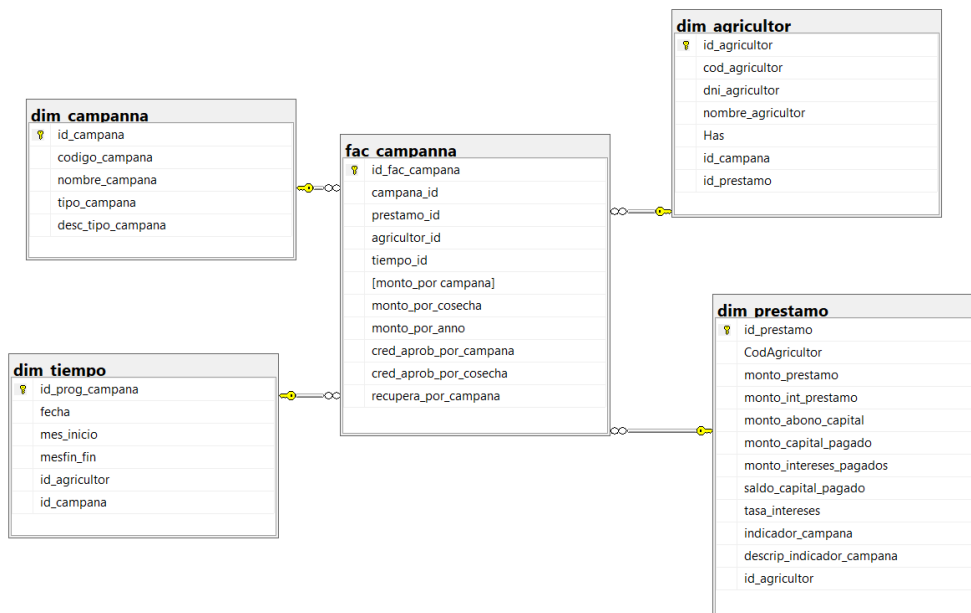 dim_campanna
id_campana
codigo_campana
nombre_campana
tipo_campana
desc_tipo_campana
dim_tiempo
id_prog_campana
fecha
mes_inicio
mesfin_fin
id_agricultor
id_campana
fac_campanna
id_fac_campana
campana_id
prestamo_id
agricultor_id
tiempo_id
[monto_por campana]
monto_por_cosecha
monto_por_anno
cred_aprob_por_campana
cred_aprob_por_cosecha
recupera_por_campana
dim_agricultor
id_agricultor
cod_agricultor
dni_agricultor
nombre_agricultor
Has
id_campana
id_prestamo
dim_prestamo
id_prestamo
CodAgricultor
monto_prestamo
monto_int_prestamo
monto_abono_capital
monto_capital_pagado
monto_intereses_pagados
saldo_capital_pagado
tasa_intereses
indicador_campana
descrip_indicador_campana
id_agricultor